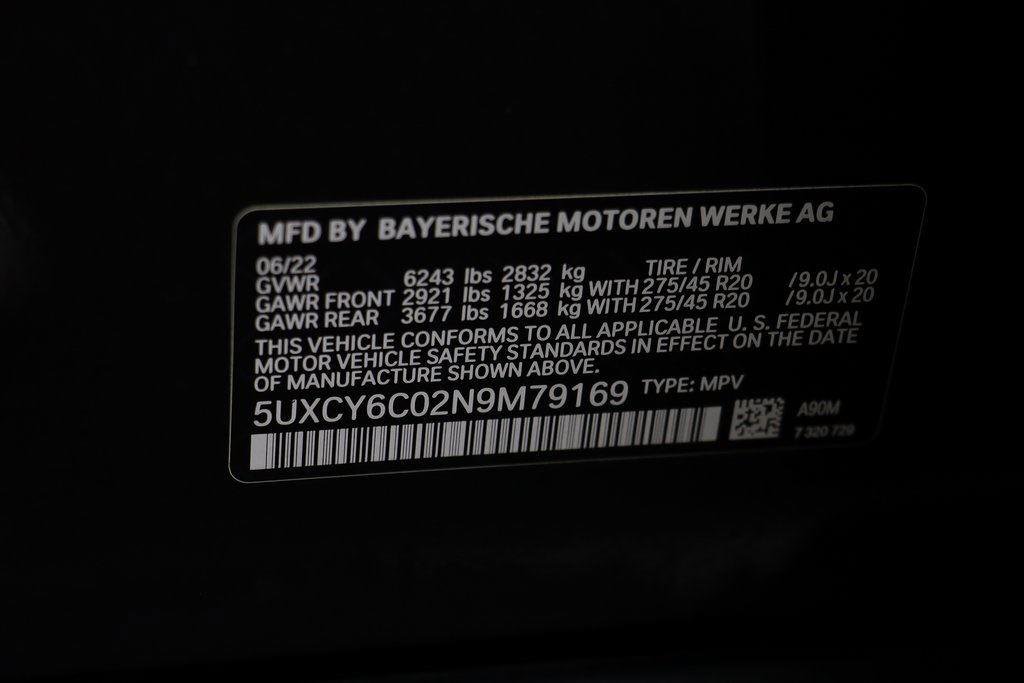 MFD BY BAYERISCHE MOTOREN WERKE AG
06/22 TIRE / RIM
GVWR 6243 lbs 2832 kg
GAWR FRONT 2921 lbs 1325 kg WITH 275/45 R20 /9.0J x 20
GAWR REAR 3677 lbs 1668 kg WITH 275/45 R20 /9.0J x 20
THIS VEHICLE CONFORMS TO ALL APPLICABLE U. S. FEDERAL
MOTOR VEHICLE SAFETY STANDARDS IN EFFECT ON THE DATE
OF MANUFACTURE SHOWN ABOVE.
5UXCY6C02N9M79169 TYPE: MPV
A90M
7 320 729